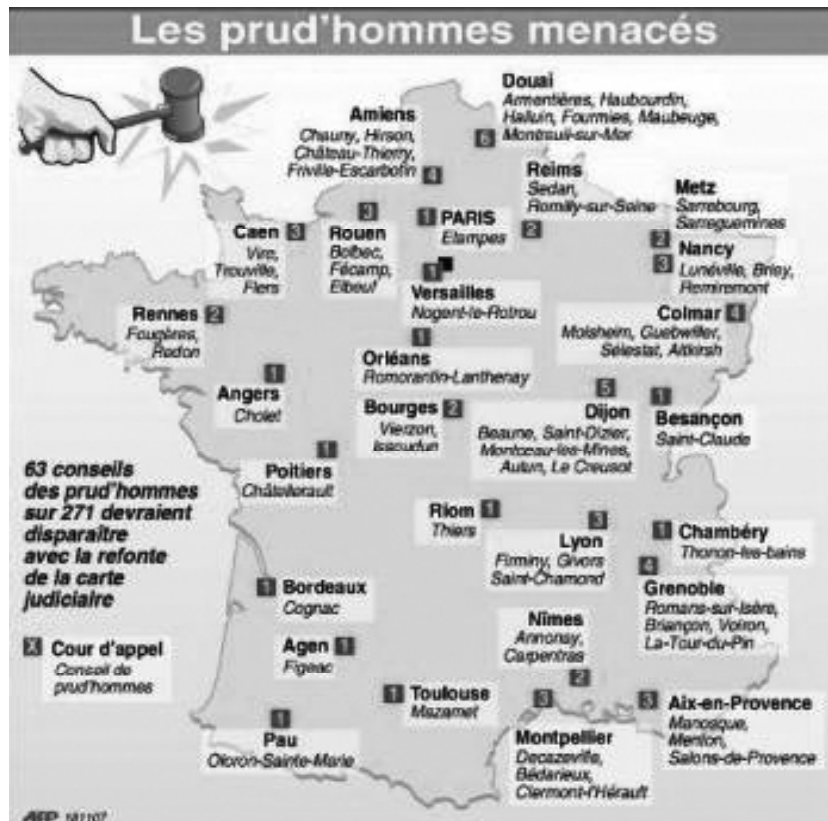 Les prud'hommes menacés
Douai
Armentières, Haubourdin,
Halluin, Fourmies, Maubeuge,
Montreuil-sur-Mer
6
Amiens
Chauny, Hirson,
Château-Thierry,
Friville-Escarbotin
4
Reims
Sedan,
Romilly-sur-Seine
2
Metz
Sarrebourg,
Sarreguemines
2
Caen 3
Vire,
Trouville,
Flers
3
Rouen
Bolbec,
Fécamp,
Elbeuf
1 PARIS
Etampes
3 Nancy
Lunéville, Briey,
Remiremont
1
Versailles
Nogent-le-Rotrou
Rennes 2
Fougères,
Redon
Colmar 4
Molsheim, Guebwiller,
Sélestat, Altkirsh
1
Orléans
Romorantin-Lanthenay
1
Angers
Cholet
Bourges 2
Vierzon,
Issoudun
5
Dijon
Beaune, Saint-Dizier,
Montceau-les-Mines,
Autun, Le Creusot
1
Besançon
Saint-Claude
1
Poitiers
Châtellerault
63 conseils
des prud'hommes
sur 271 devraient
disparaître
avec la refonte
de la carte
judiciaire
Riom 1
Thiers
3
Lyon
Firminy, Givors
Saint-Chamond
1 Chambéry
Thonon-les-bains
4
Grenoble
Romans-sur-Isère,
Briançon, Voiron,
La-Tour-du-Pin
1 Bordeaux
Cognac
Nîmes
Annonay,
Carpentras
2
Agen 1
Figeac
X Cour d'appel
Conseil de
prud'hommes
1 Toulouse
Mazamet
3
Montpellier
Decazeville,
Bédarieux,
Clermont-l'Hérault
3 Aix-en-Provence
Manosque,
Menton,
Salons-de-Provence
1
Pau
Oloron-Sainte-Marie
AFP 181107